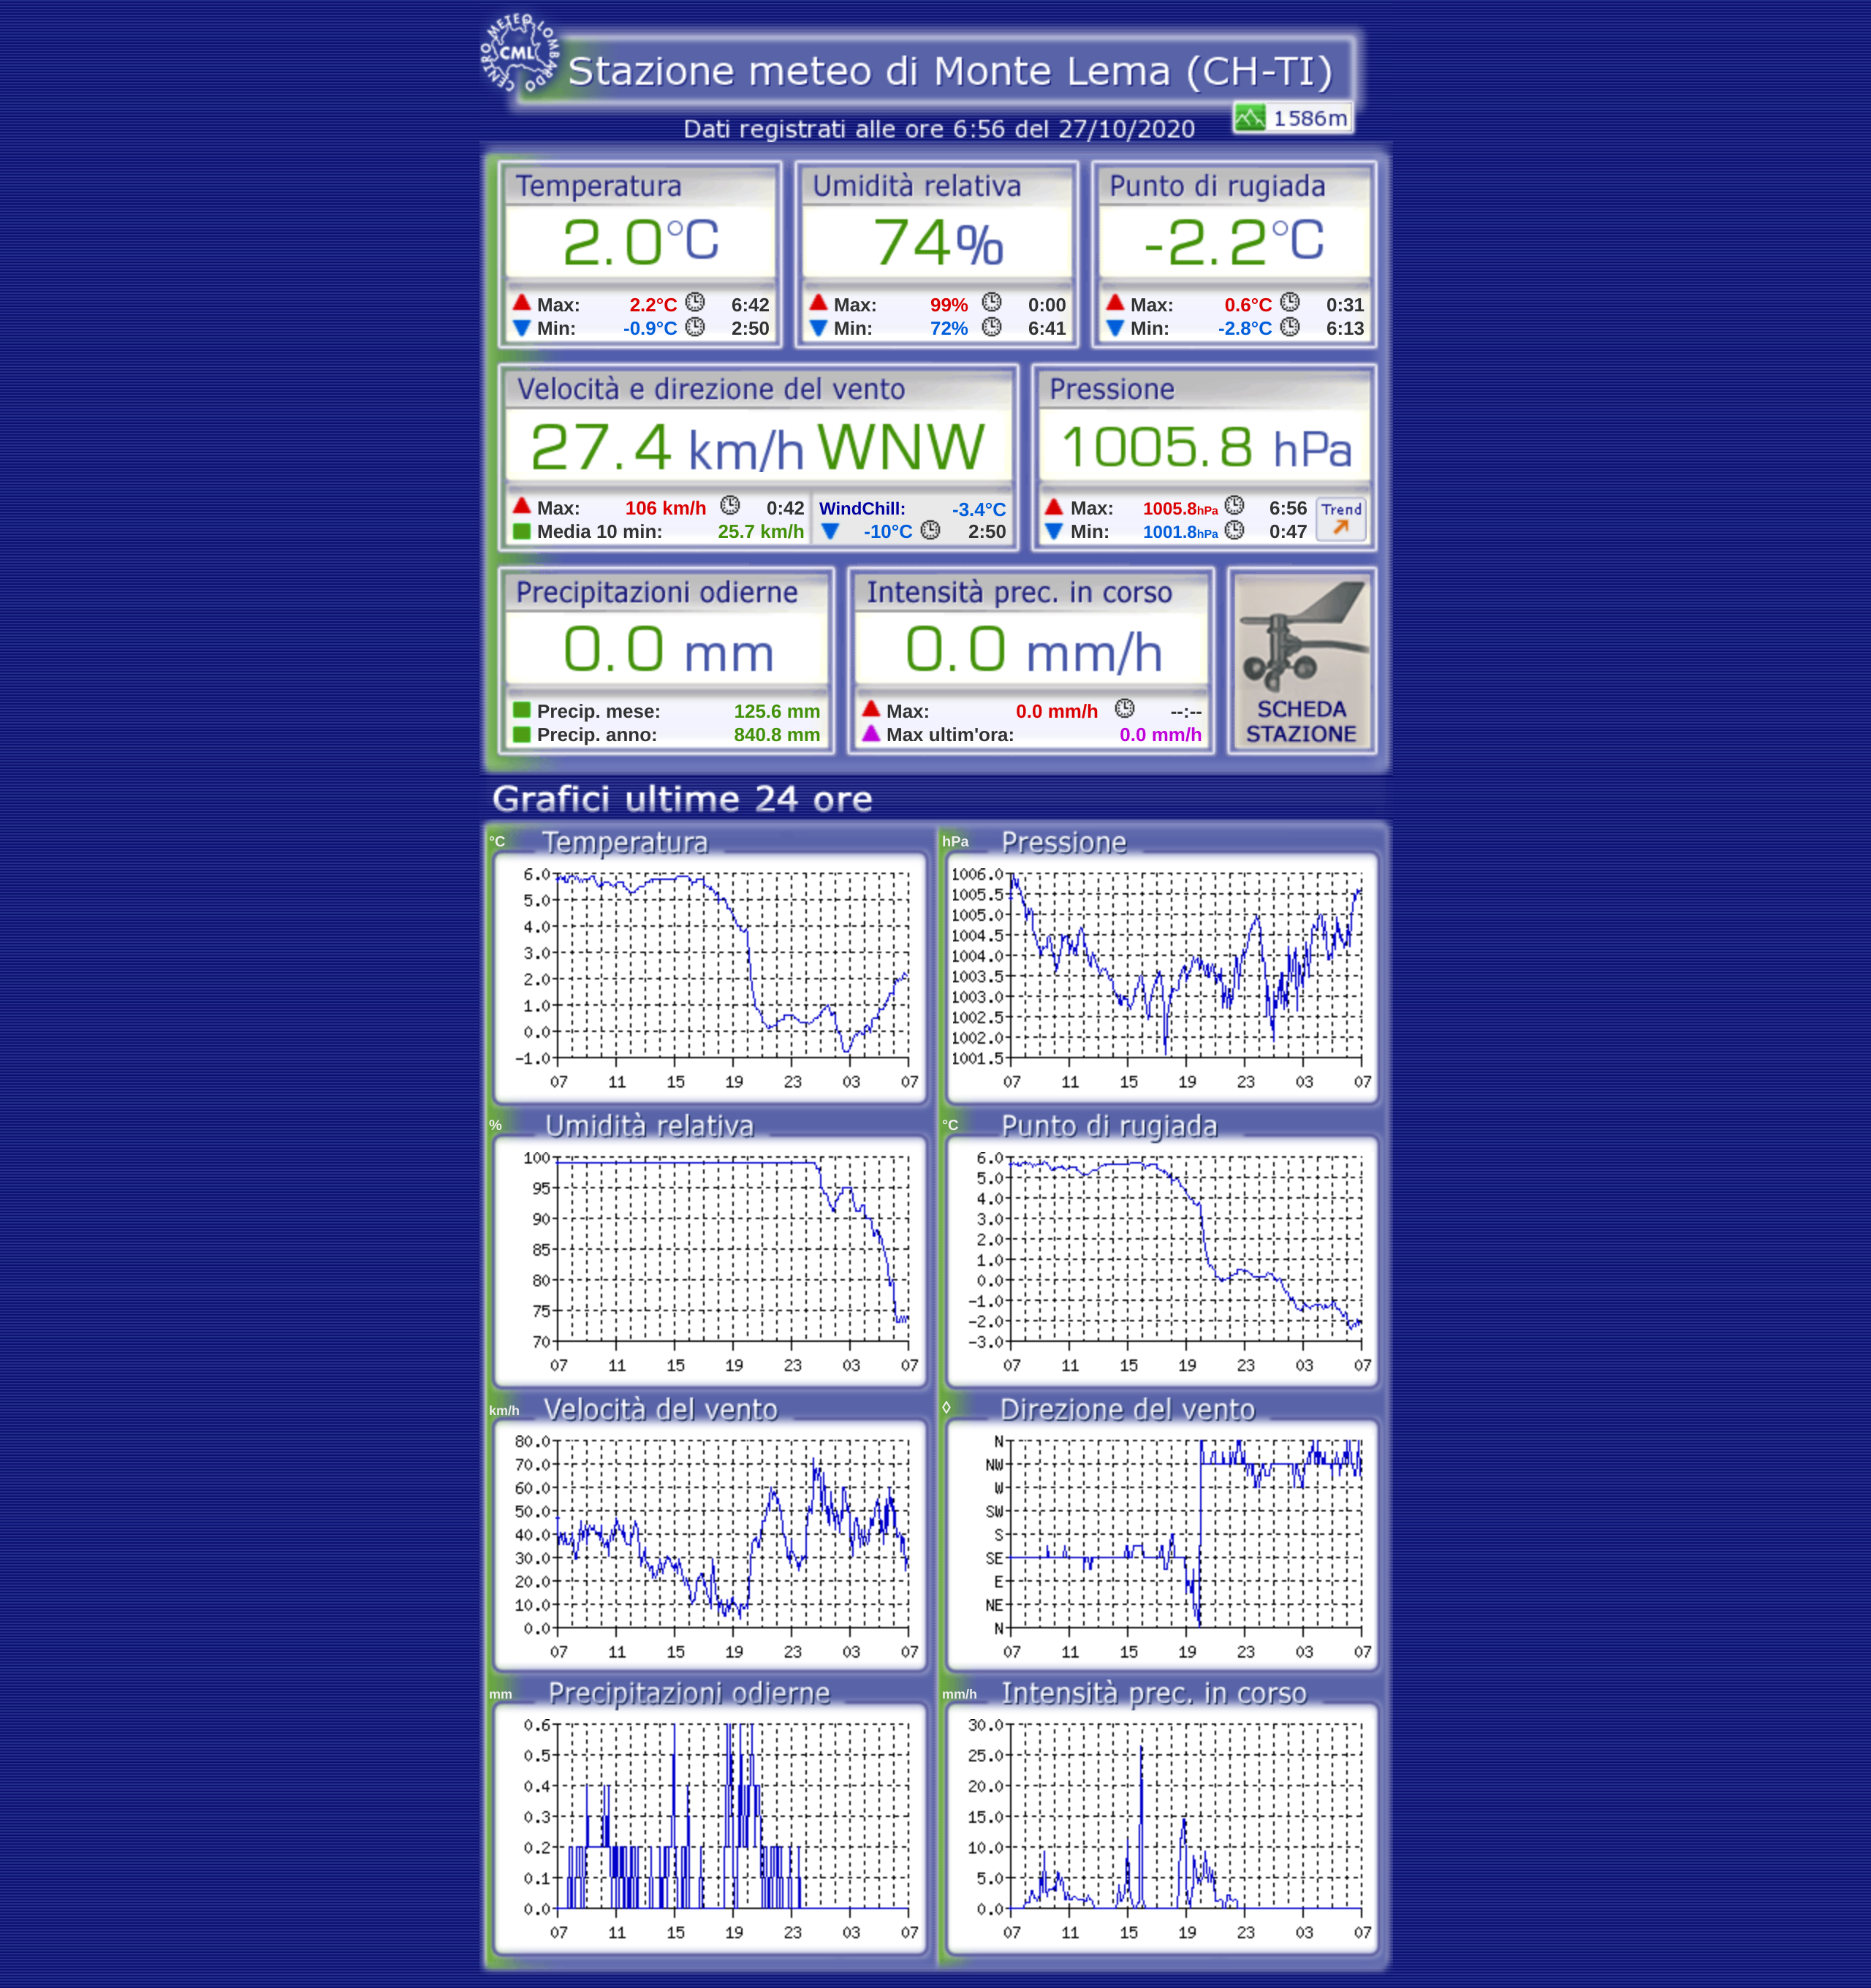 CENTRO METEO LOMBARDO
CML
Stazione meteo di Monte Lema (CH-TI)
1586m
Dati registrati alle ore 6:56 del 27/10/2020
Temperatura Umidità relativa Punto di rugiada
2.0°C 74% -2.2°C
Max: 2.2°C 6:42 Max: 99% 0:00 Max: 0.6°C 0:31
Min: -0.9°C 2:50 Min: 72% 6:41 Min: -2.8°C 6:13
Velocità e direzione del vento Pressione
27.4 km/h WNW 1005.8 hPa
Max: 106 km/h 0:42 WindChill: -3.4°C Max: 1005.8hPa 6:56 Trend
Media 10 min: 25.7 km/h -10°C 2:50 Min: 1001.8hPa 0:47
Precipitazioni odierne Intensità prec. in corso
0.0 mm 0.0 mm/h
Precip. mese: 125.6 mm Max: 0.0 mm/h --:-- SCHEDA
Precip. anno: 840.8 mm Max ultim'ora: 0.0 mm/h STAZIONE
Grafici ultime 24 ore
°C Temperatura
6.0
5.0
4.0
3.0
2.0
1.0
0.0
-1.0
07 11 15 19 23 03 07
hPa Pressione
1006.0
1005.5
1005.0
1004.5
1004.0
1003.5
1003.0
1002.5
1002.0
1001.5
07 11 15 19 23 03 07
% Umidità relativa
100
95
90
85
80
75
70
07 11 15 19 23 03 07
°C Punto di rugiada
6.0
5.0
4.0
3.0
2.0
1.0
0.0
-1.0
-2.0
-3.0
07 11 15 19 23 03 07
km/h Velocità del vento
80.0
70.0
60.0
50.0
40.0
30.0
20.0
10.0
0.0
07 11 15 19 23 03 07
◊ Direzione del vento
N
NW
W
SW
S
SE
E
NE
N
07 11 15 19 23 03 07
mm Precipitazioni odierne
0.6
0.5
0.4
0.3
0.2
0.1
0.0
07 11 15 19 23 03 07
mm/h Intensità prec. in corso
30.0
25.0
20.0
15.0
10.0
5.0
0.0
07 11 15 19 23 03 07